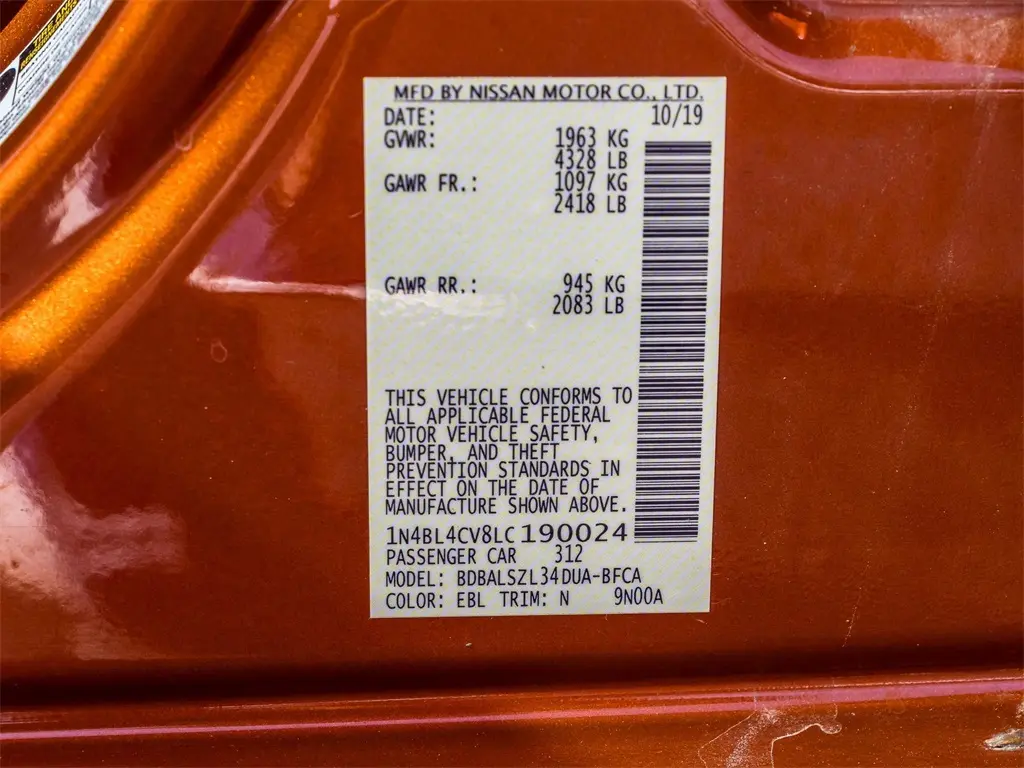 TIRE AND
MFD BY NISSAN MOTOR CO., LTD.
DATE: 10/19
GVWR: 1963 KG
4328 LB
GAWR FR.: 1097 KG
2418 LB
GAWR RR.: 945 KG
2083 LB
THIS VEHICLE CONFORMS TO
ALL APPLICABLE FEDERAL
MOTOR VEHICLE SAFETY,
BUMPER, AND THEFT
PREVENTION STANDARDS IN
EFFECT ON THE DATE OF
MANUFACTURE SHOWN ABOVE.
1N4BL4CV8LC190024
PASSENGER CAR 312
MODEL: BDBALSZL34DUA-BFCA
COLOR: EBL TRIM: N 9N00A